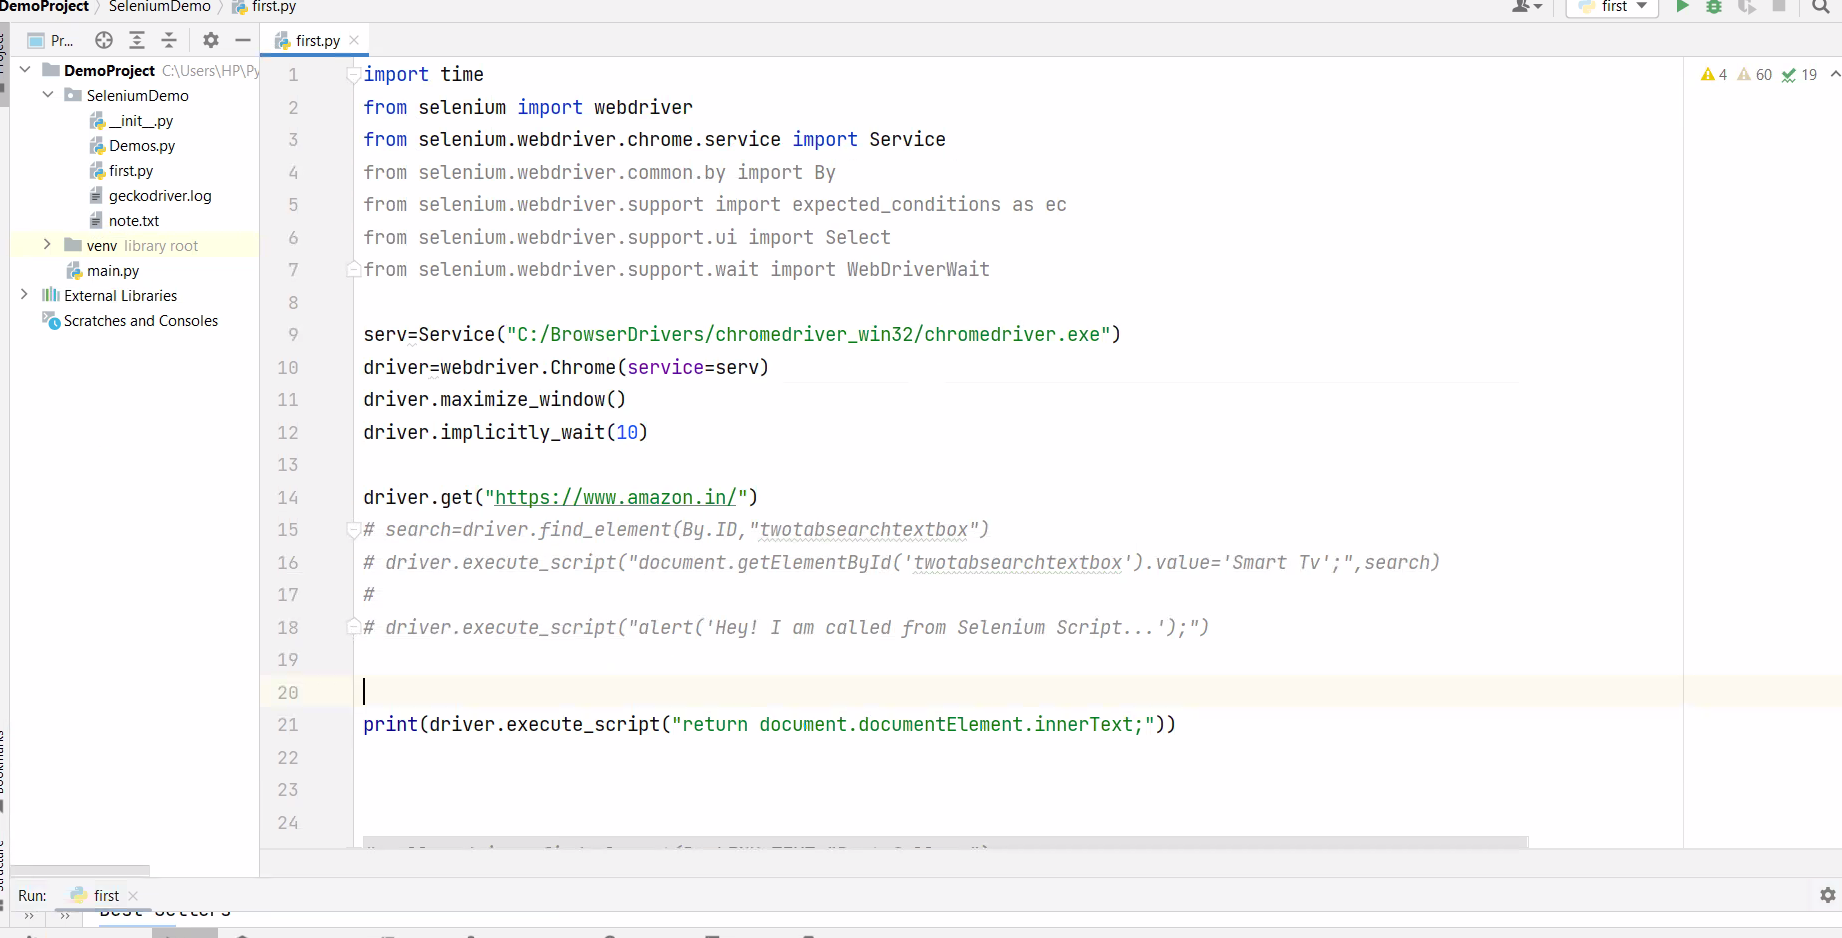 DemoProject SeleniumDemo first.py
first
Pr...
first.py
4 60 19
DemoProject C:\Users\HP\Py
SeleniumDemo
__init__.py
Demos.py
first.py
geckodriver.log
note.txt
venv library root
main.py
External Libraries
Scratches and Consoles
1 import time
2 from selenium import webdriver
3 from selenium.webdriver.chrome.service import Service
4 from selenium.webdriver.common.by import By
5 from selenium.webdriver.support import expected_conditions as ec
6 from selenium.webdriver.support.ui import Select
7 from selenium.webdriver.support.wait import WebDriverWait
8
9 serv=Service("C:/BrowserDrivers/chromedriver_win32/chromedriver.exe")
10 driver=webdriver.Chrome(service=serv)
11 driver.maximize_window()
12 driver.implicitly_wait(10)
13
14 driver.get("https://www.amazon.in/")
15 # search=driver.find_element(By.ID,"twotabsearchtextbox")
16 # driver.execute_script("document.getElementById('twotabsearchtextbox').value='Smart Tv';",search)
17 #
18 # driver.execute_script("alert('Hey! I am called from Selenium Script...');")
19
20
21 print(driver.execute_script("return document.documentElement.innerText;"))
22
23
24
Run: first
Best Sellers